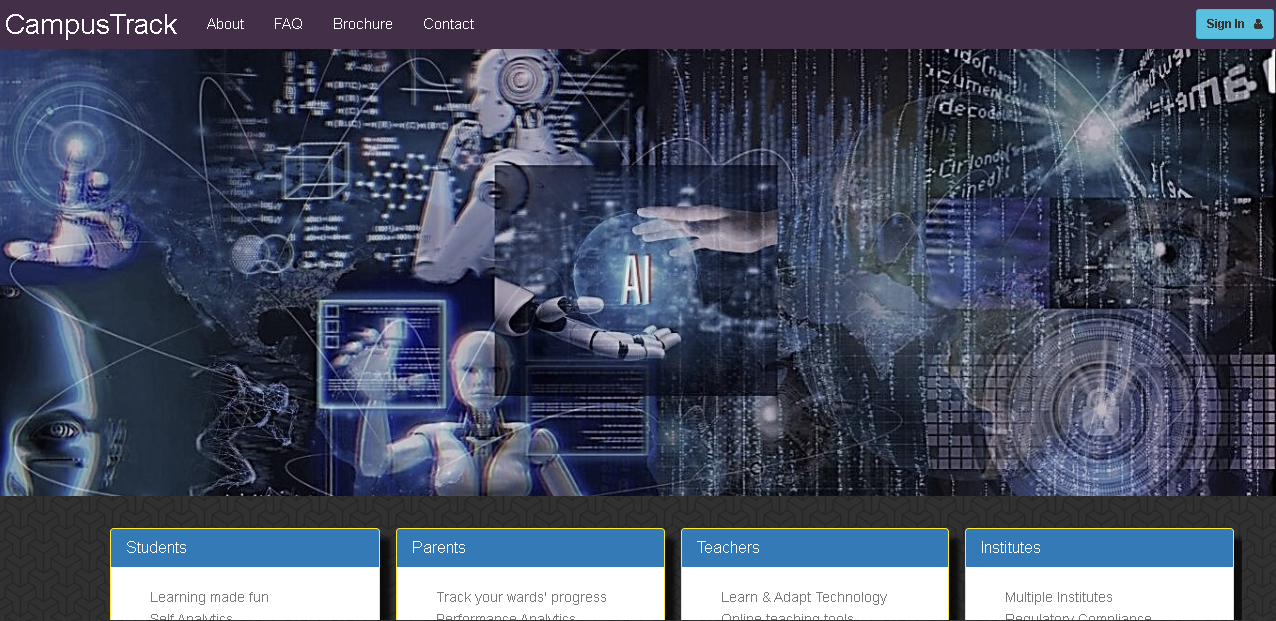 CampusTrack About FAQ Brochure Contact Sign In
AI
Students
Learning made fun
Self Analytics
Parents
Track your wards' progress
Performance Analytics
Teachers
Learn & Adapt Technology
Online teaching tools
Institutes
Multiple Institutes
Regulatory Compliance